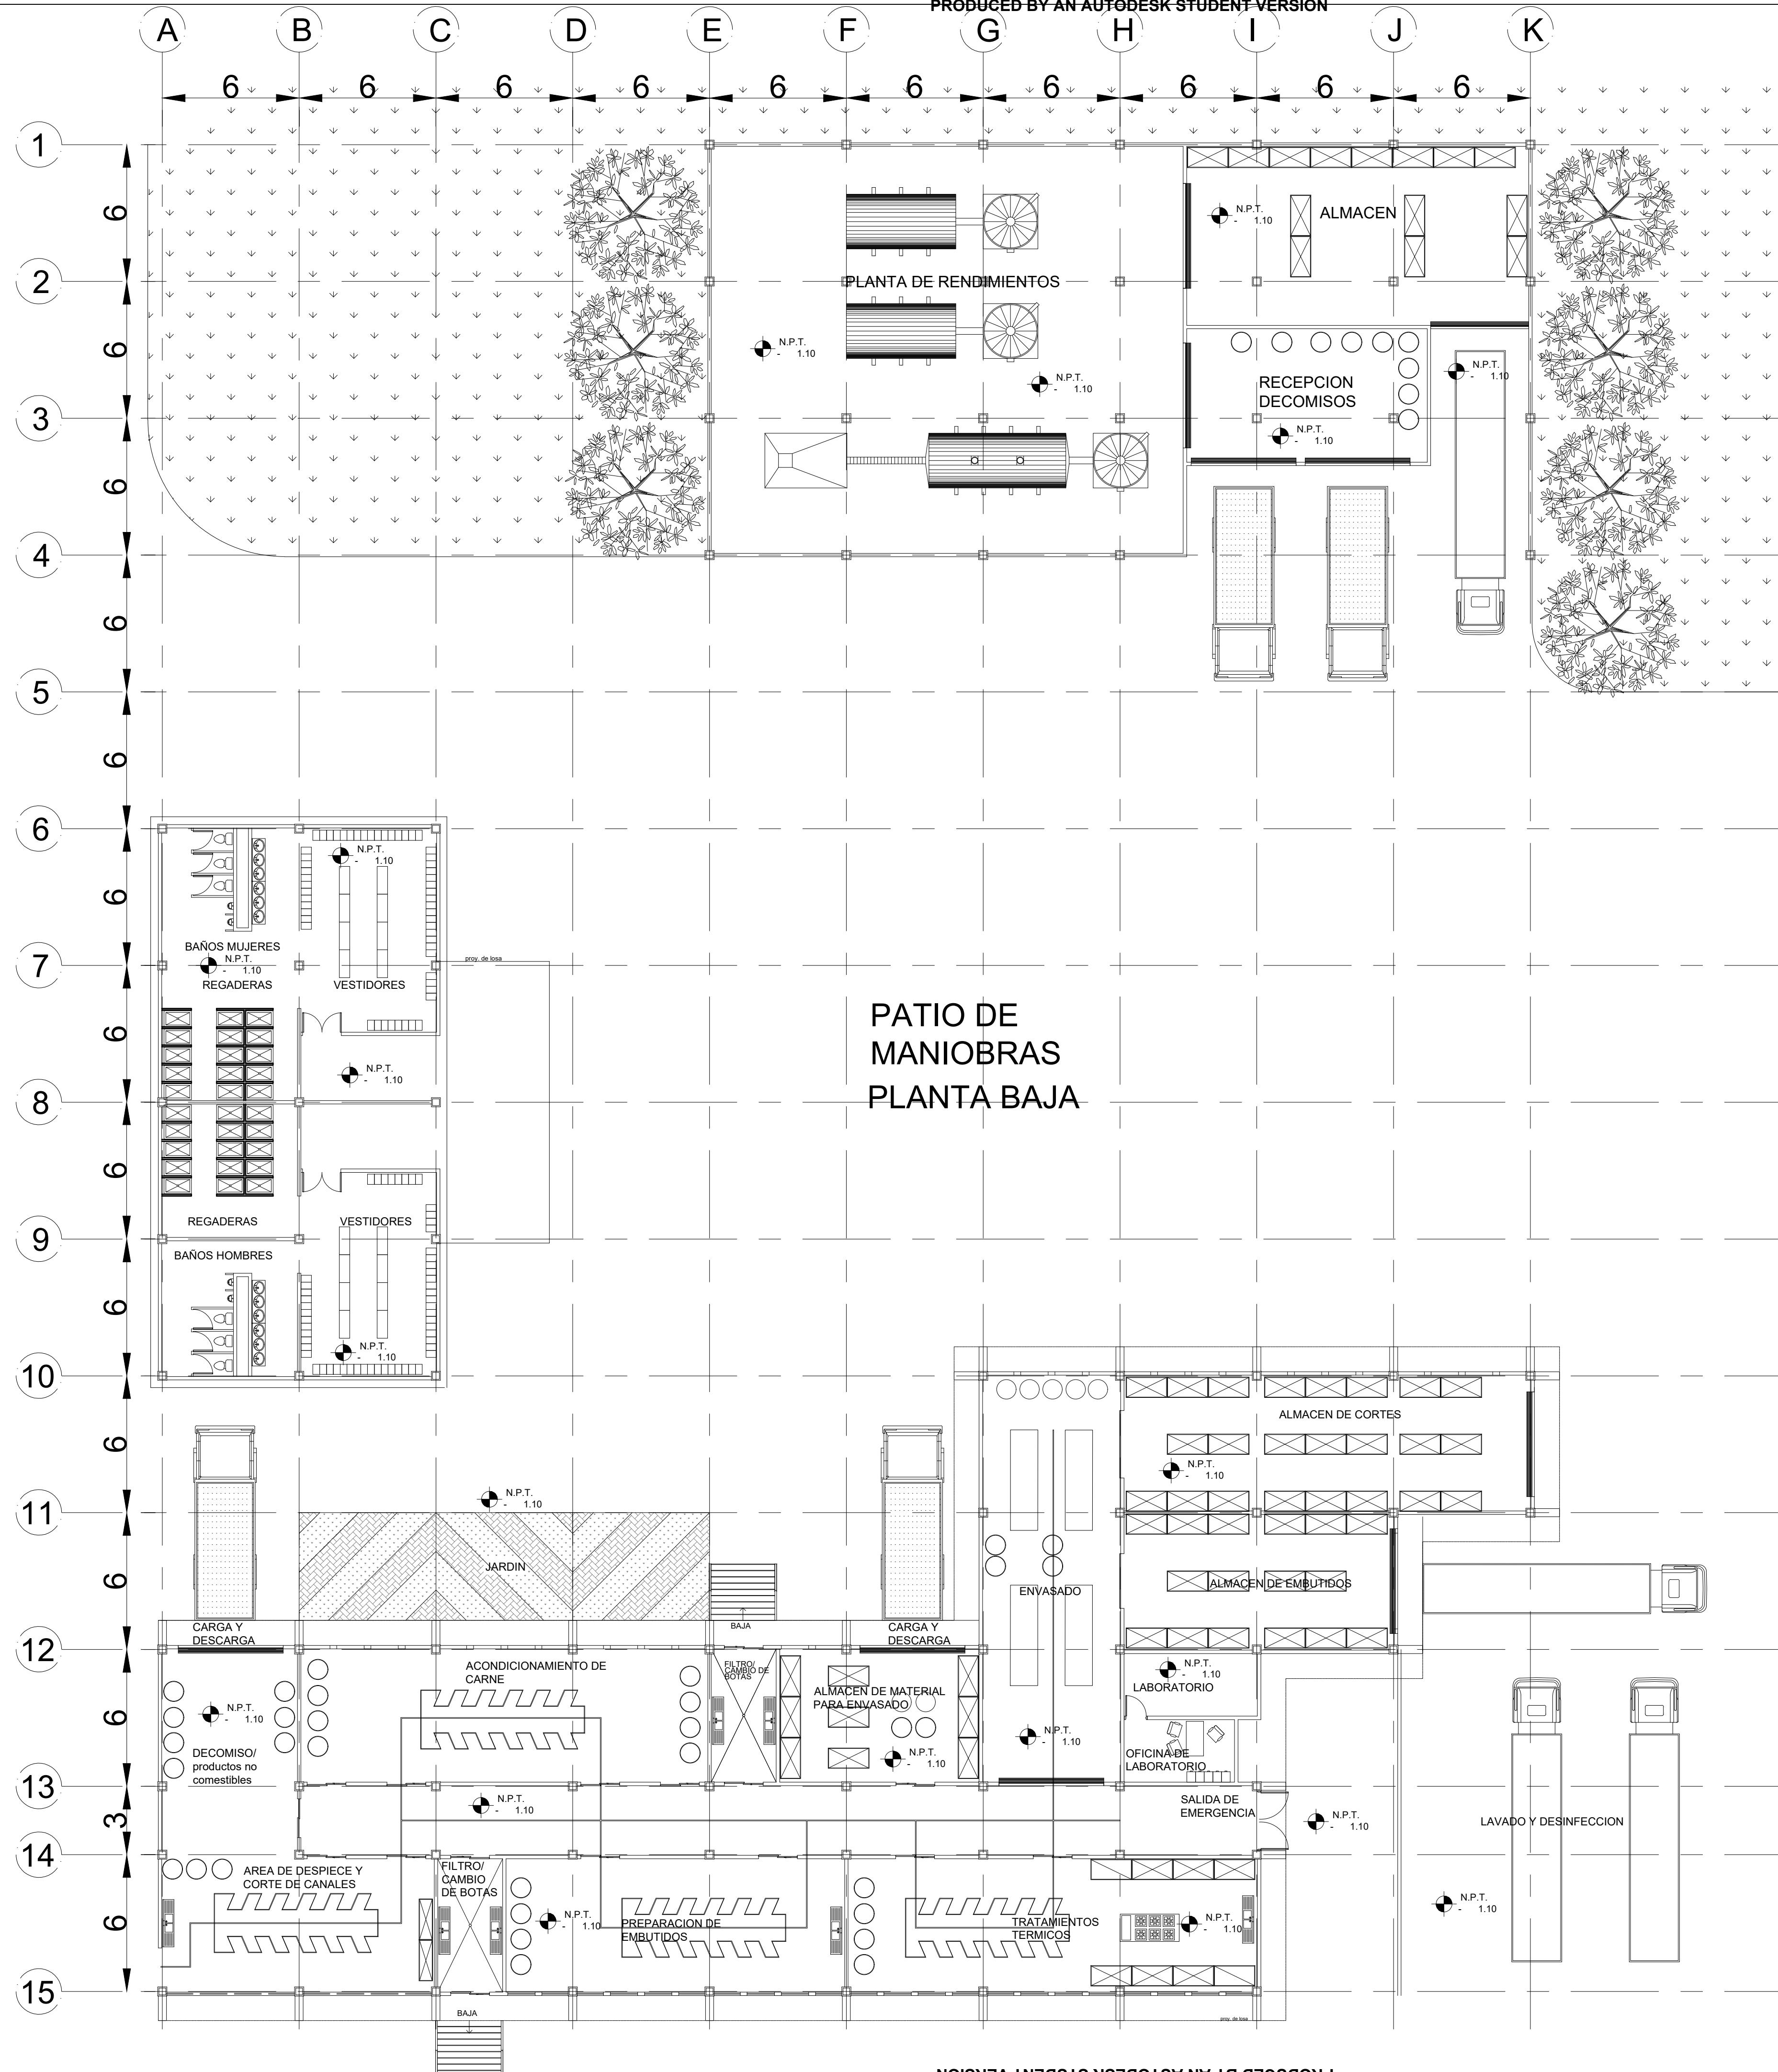 PRODUCED BY AN AUTODESK STUDENT VERSION
A B C D E F G H I J K
6 6 6 6 6 6 6 6 6 6
1
6
2
6
3
6
4
6
5
6
6
6
7
6
8
6
9
6
10
6
11
6
12
6
13
3
14
6
15
N.P.T.
- 1.10
ALMACEN
PLANTA DE RENDIMIENTOS
N.P.T.
- 1.10
N.P.T.
- 1.10
RECEPCION
DECOMISOS
N.P.T.
- 1.10
N.P.T.
- 1.10
N.P.T.
- 1.10
BAÑOS MUJERES
N.P.T.
- 1.10
REGADERAS
VESTIDORES
proy. de losa
N.P.T.
- 1.10
PATIO DE
MANIOBRAS
PLANTA BAJA
REGADERAS
VESTIDORES
BAÑOS HOMBRES
N.P.T.
- 1.10
ALMACEN DE CORTES
N.P.T.
- 1.10
N.P.T.
- 1.10
JARDIN
ENVASADO
ALMACEN DE EMBUTIDOS
CARGA Y
DESCARGA
BAJA
CARGA Y
DESCARGA
ACONDICIONAMIENTO DE
CARNE
FILTRO/
CAMBIO DE
BOTAS
ALMACEN DE MATERIAL
PARA ENVASADO
N.P.T.
- 1.10
LABORATORIO
N.P.T.
- 1.10
N.P.T.
- 1.10
N.P.T.
- 1.10
DECOMISO/
productos no
comestibles
OFICINA DE
LABORATORIO
N.P.T.
- 1.10
SALIDA DE
EMERGENCIA
N.P.T.
- 1.10
LAVADO Y DESINFECCION
AREA DE DESPIECE Y
CORTE DE CANALES
FILTRO/
CAMBIO
DE BOTAS
N.P.T.
- 1.10
PREPARACION DE
EMBUTIDOS
TRATAMIENTOS
TERMICOS
N.P.T.
- 1.10
N.P.T.
- 1.10
BAJA
proy. de losa
PRODUCED BY AN AUTODESK STUDENT VERSION